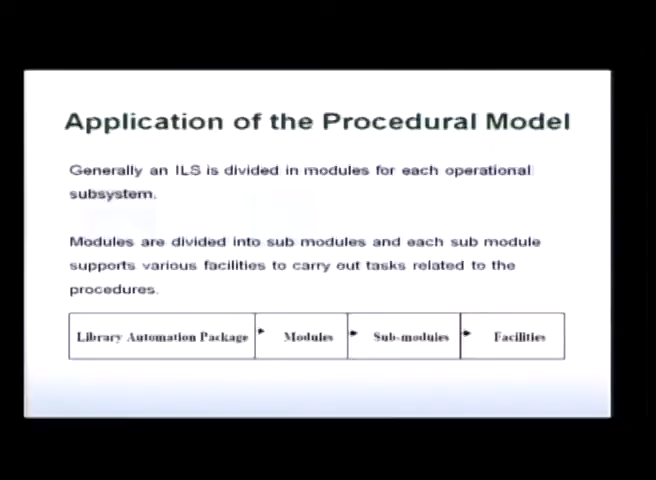 Application of the Procedural Model
Generally an ILS is divided in modules for each operational
subsystem.
Modules are divided into sub modules and each sub module
supports various facilities to carry out tasks related to the
procedures.
Library Automation Package Modules Sub-modules Facilities